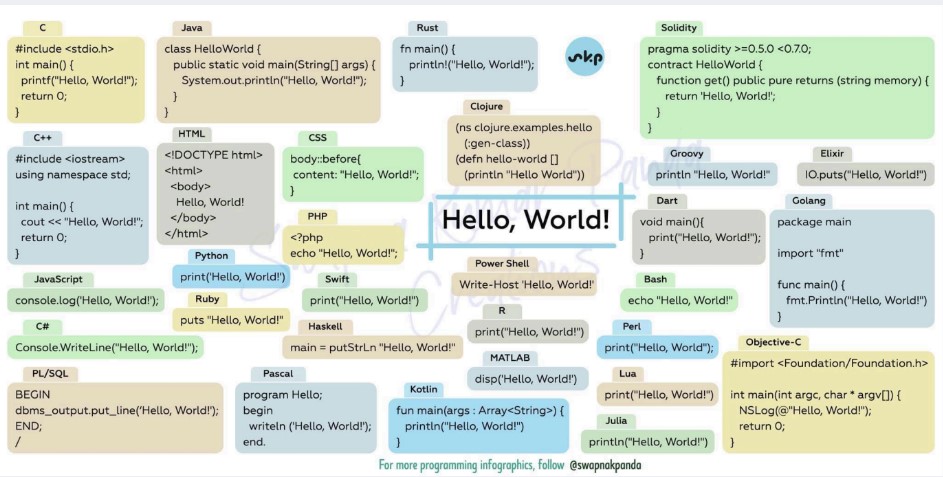 C
#include <stdio.h>
int main() {
printf("Hello, World!");
return 0;
}
Java
class HelloWorld {
public static void main(String[] args) {
System.out.println("Hello, World!");
}
}
Rust
fn main() {
println!("Hello, World!");
}
skp
Solidity
pragma solidity >=0.5.0 <0.7.0;
contract HelloWorld {
function get() public pure returns (string memory) {
return 'Hello, World!';
}
}
C++
#include <iostream>
using namespace std;
int main() {
cout << "Hello, World!";
return 0;
}
HTML
<!DOCTYPE html>
<html>
<body>
Hello, World!
</body>
</html>
CSS
body::before{
content: "Hello, World!";
}
Clojure
(ns clojure.examples.hello
(:gen-class))
(defn hello-world []
(println "Hello World"))
Groovy
println "Hello, World!"
Elixir
IO.puts("Hello, World!")
PHP
<?php
echo "Hello, World!";
Hello, World!
Dart
void main(){
print("Hello, World!");
}
Golang
package main
import "fmt"
func main() {
fmt.Println("Hello, World!")
}
Python
print('Hello, World!')
JavaScript
console.log('Hello, World!');
Ruby
puts "Hello, World!"
Swift
print("Hello, World!")
Power Shell
Write-Host 'Hello, World!'
Bash
echo "Hello, World!"
C#
Console.WriteLine("Hello, World!");
Haskell
main = putStrLn "Hello, World!"
R
print("Hello, World!")
Perl
print("Hello, World");
Objective-C
#import <Foundation/Foundation.h>
int main(int argc, char * argv[]) {
NSLog(@"Hello, World!");
return 0;
}
PL/SQL
BEGIN
dbms_output.put_line('Hello, World!');
END;
/
Pascal
program Hello;
begin
writeln ('Hello, World!');
end.
Kotlin
fun main(args : Array<String>) {
println("Hello, World!")
}
MATLAB
disp('Hello, World!')
Lua
print("Hello, World!")
Julia
println("Hello, World!")
Swapna Kumar Panda
Creations
For more programming infographics, follow @swapnakpanda